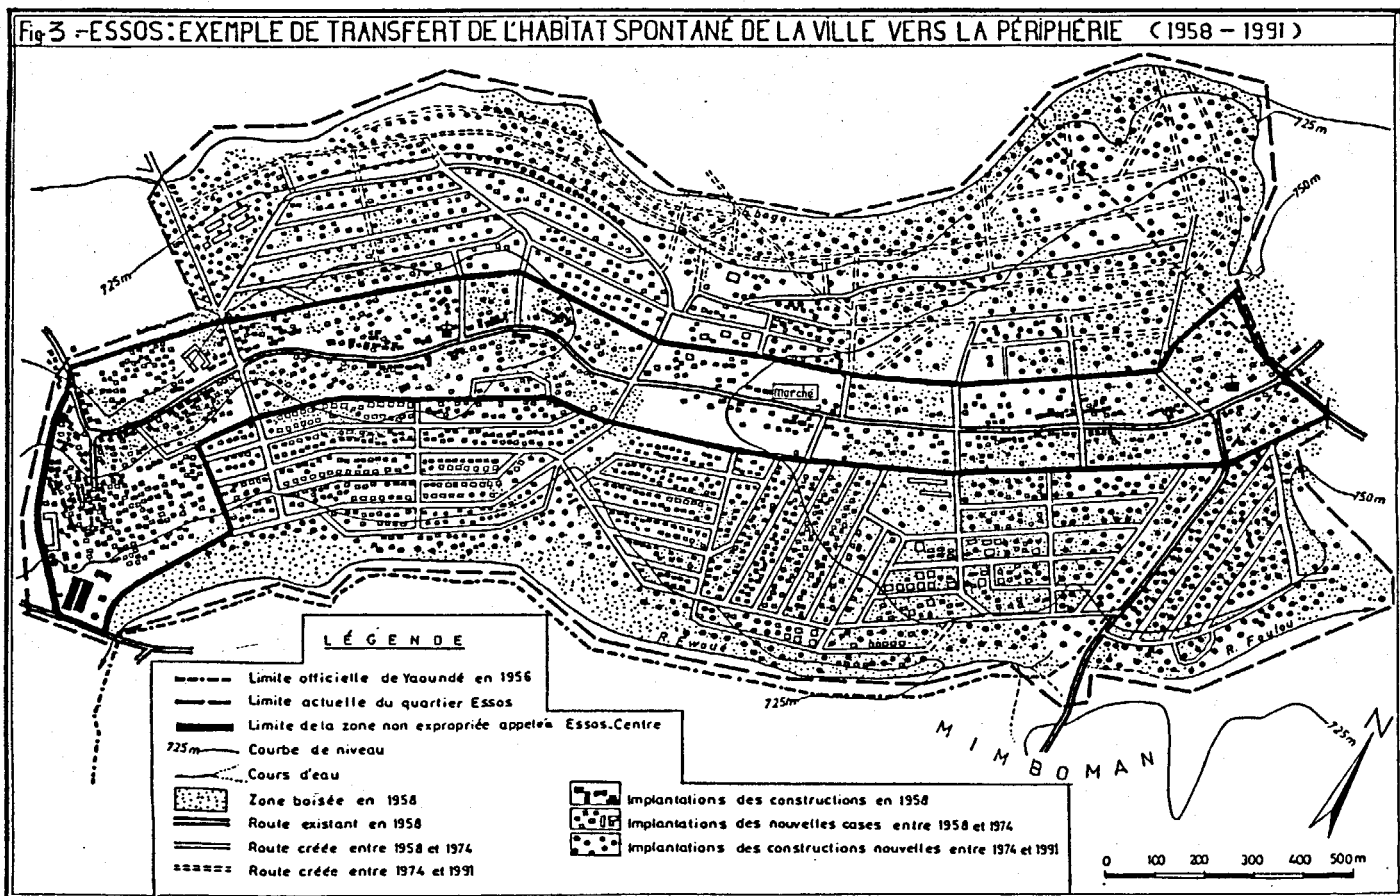 Fig 3 - ESSOS: EXEMPLE DE TRANSFERT DE L'HABITAT SPONTANÉ DE LA VILLE VERS LA PÉRIPHÉRIE (1958 - 1991)
725m
750m
725m
marché
750m
R. Ewoué
R. Foulou
725m
725m
MIMBOMAN
N
LÉGENDE
Limite officielle de Yaoundé en 1956
Limite actuelle du quartier Essos
Limite de la zone non expropriée appelée Essos-Centre
725m Courbe de niveau
Cours d'eau
Zone boisée en 1958
Route existant en 1958
Route créée entre 1958 et 1974
Route créée entre 1974 et 1991
Implantations des constructions en 1958
Implantations des nouvelles cases entre 1958 et 1974
Implantations des constructions nouvelles entre 1974 et 1991
0 100 200 300 400 500m